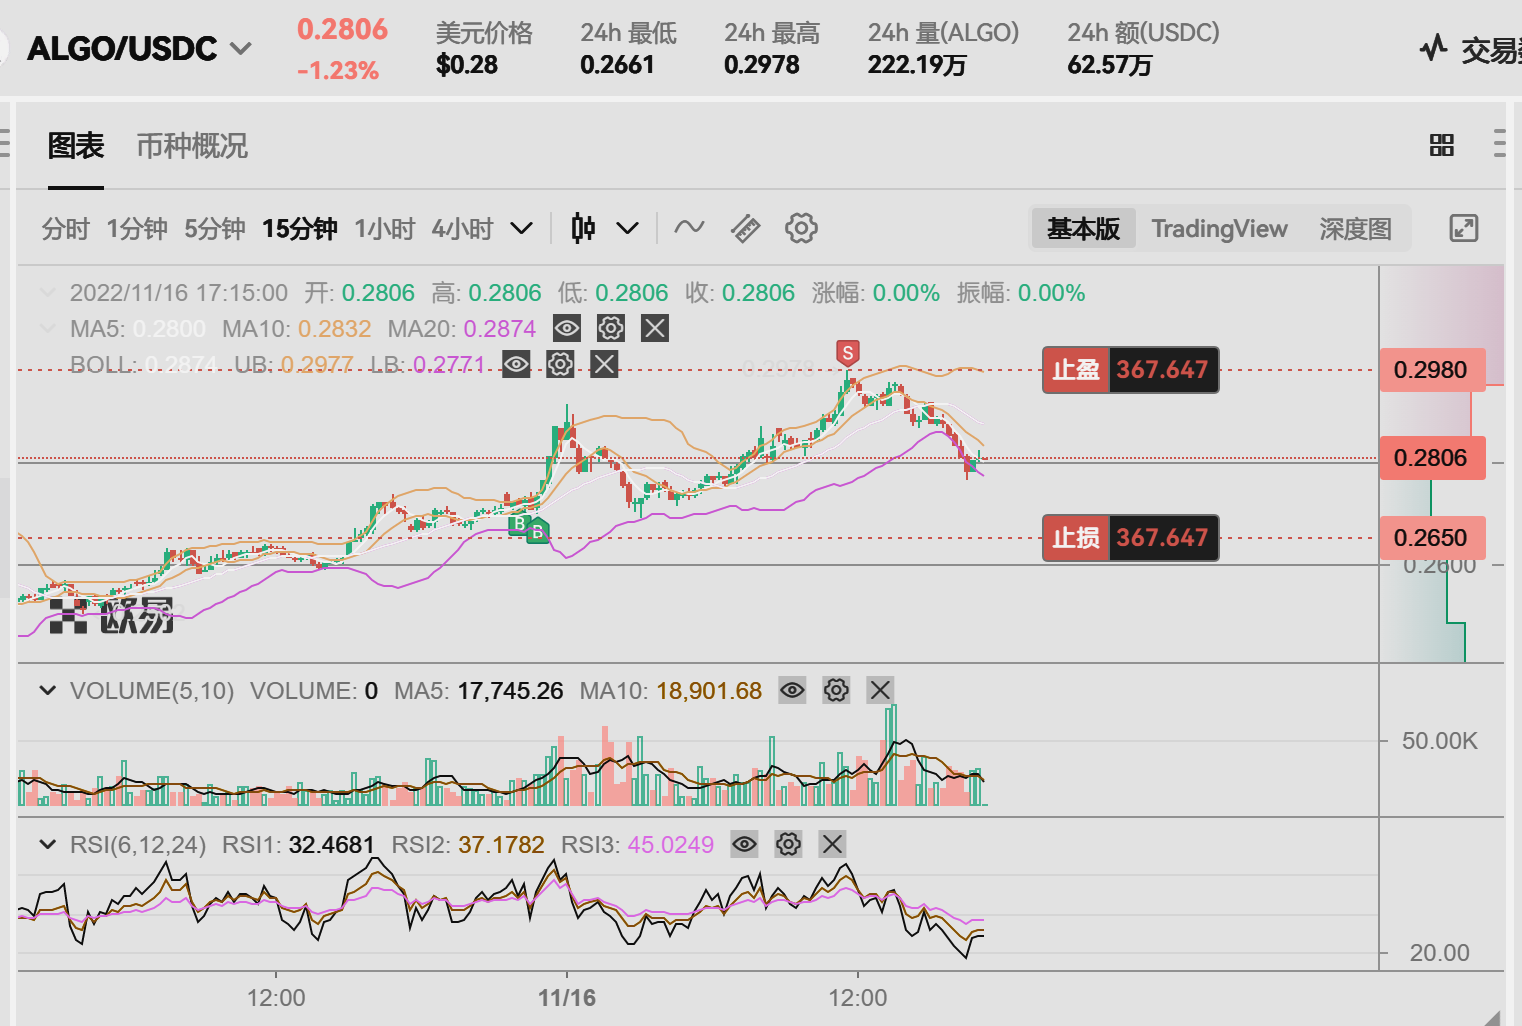 ALGO/USDC
0.2806
-1.23%
美元价格
$0.28
24h 最低
0.2661
24h 最高
0.2978
24h 量(ALGO)
222.19万
24h 额(USDC)
62.57万
交易
图表 币种概况
分时 1分钟 5分钟 15分钟 1小时 4小时
基本版 TradingView 深度图
2022/11/16 17:15:00 开: 0.2806 高: 0.2806 低: 0.2806 收: 0.2806 涨幅: 0.00% 振幅: 0.00%
MA5: 0.2800 MA10: 0.2832 MA20: 0.2874
BOLL: 0.2874 UB: 0.2977 LB: 0.2771
0.2978
S
止盈 367.647
0.2980
0.2806
B
B
止损 367.647
0.2650
0.2600
欧易
VOLUME(5,10) VOLUME: 0 MA5: 17,745.26 MA10: 18,901.68
50.00K
RSI(6,12,24) RSI1: 32.4681 RSI2: 37.1782 RSI3: 45.0249
20.00
12:00 11/16 12:00